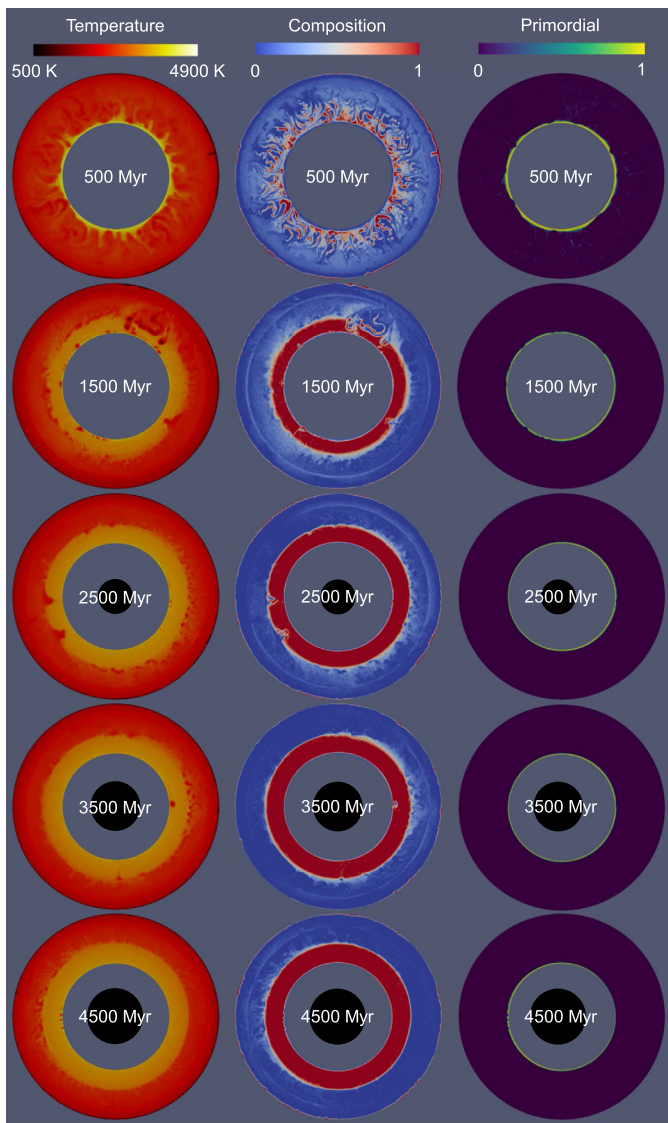 Temperature Composition Primordial
500 K 4900 K 0 1 0 1
500 Myr 500 Myr 500 Myr
1500 Myr 1500 Myr 1500 Myr
2500 Myr 2500 Myr 2500 Myr
3500 Myr 3500 Myr 3500 Myr
4500 Myr 4500 Myr 4500 Myr